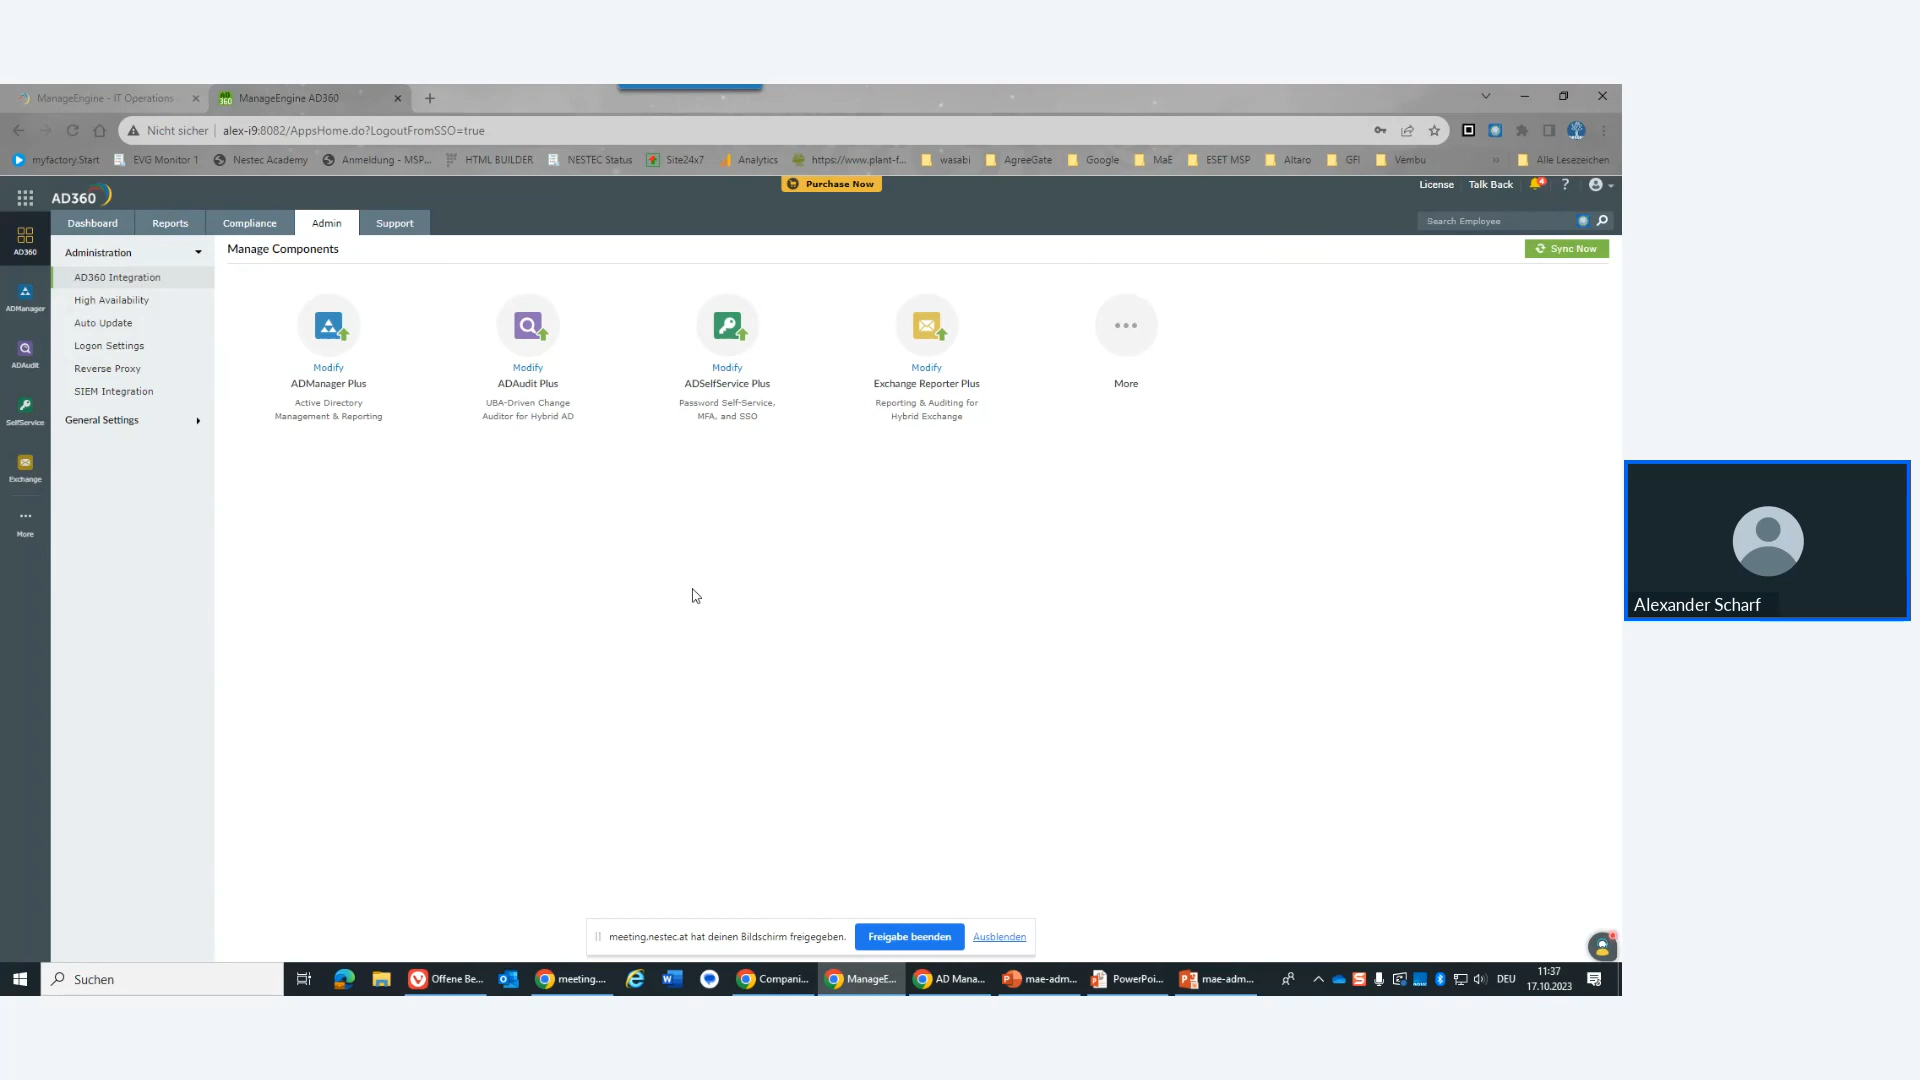 ManageEngine - IT Operations
ManageEngine AD360
Nicht sicher | alex-i9:8082/AppsHome.do?LogoutFromSSO=true
myfactory.Start EVG Monitor 1 Nestec Academy Anmeldung - MSP... HTML BUILDER NESTEC Status Site24x7 Analytics https://www.plant-f... wasabi AgreeGate Google MaE ESET MSP Altaro GFI Vembu » Alle Lesezeichen
AD360
Purchase Now
License Talk Back 4 ?
Dashboard Reports Compliance Admin Support
Search Employee
AD360
ADManager
ADAudit
SelfService
Exchange
More
Administration
AD360 Integration
High Availability
Auto Update
Logon Settings
Reverse Proxy
SIEM Integration
General Settings
Manage Components
Sync Now
Modify
ADManager Plus
Active Directory
Management & Reporting
Modify
ADAudit Plus
UBA-Driven Change
Auditor for Hybrid AD
Modify
ADSelfService Plus
Password Self-Service,
MFA, and SSO
Modify
Exchange Reporter Plus
Reporting & Auditing for
Hybrid Exchange
More
Alexander Scharf
meeting.nestec.at hat deinen Bildschirm freigegeben. Freigabe beenden Ausblenden
Suchen
Offene Be... meeting.... Compani... ManageE... AD Mana... mae-adm... PowerPoi... mae-adm...
DEU
11:37
17.10.2023